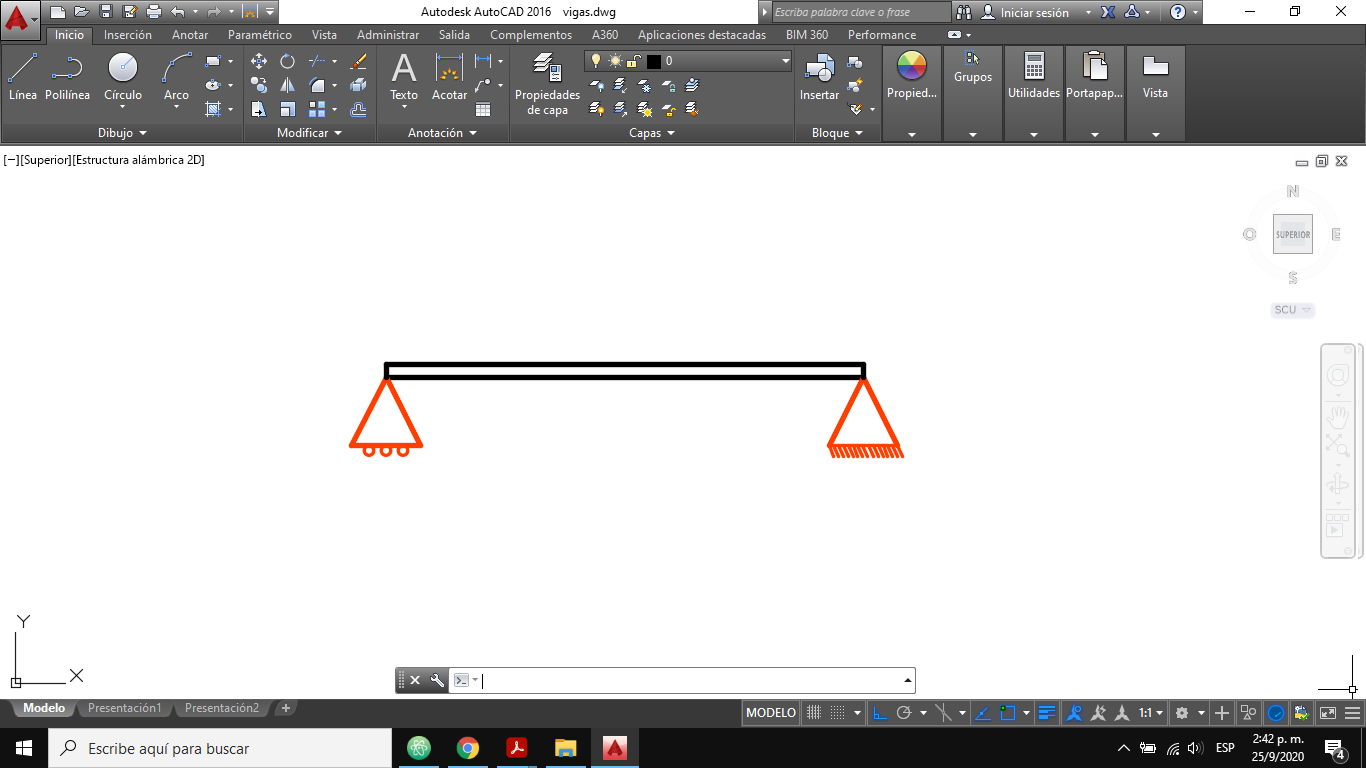 Autodesk AutoCAD 2016 vigas.dwg
Escriba palabra clave o frase
Iniciar sesión
Inicio Inserción Anotar Paramétrico Vista Administrar Salida Complementos A360 Aplicaciones destacadas BIM 360 Performance
0
Línea Polilínea Círculo Arco
A Texto Acotar
Propiedades de capa
Insertar
Propied...
Grupos
Utilidades
Portapap...
Vista
Dibujo Modificar Anotación Capas Bloque
[−][Superior][Estructura alámbrica 2D]
N
O SUPERIOR E
S
SCU
Y
X
Modelo Presentación1 Presentación2 +
MODELO 1:1
Escribe aquí para buscar
ESP
2:42 p. m.
25/9/2020
4